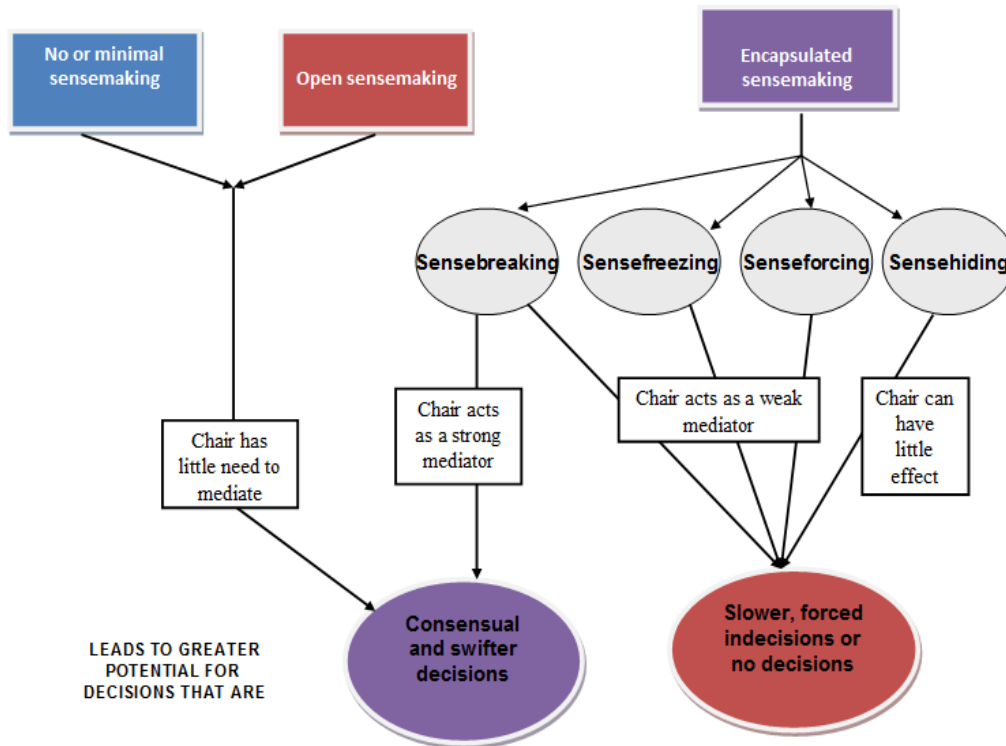 No or minimal
sensemaking
Open sensemaking
Encapsulated
sensemaking
Sensebreaking
Sensefreezing
Senseforcing
Sensehiding
Chair has
little need to
mediate
Chair acts
as a strong
mediator
Chair acts as a weak
mediator
Chair can
have
little
effect
LEADS TO GREATER
POTENTIAL FOR
DECISIONS THAT ARE
Consensual
and swifter
decisions
Slower, forced
indecisions or
no decisions